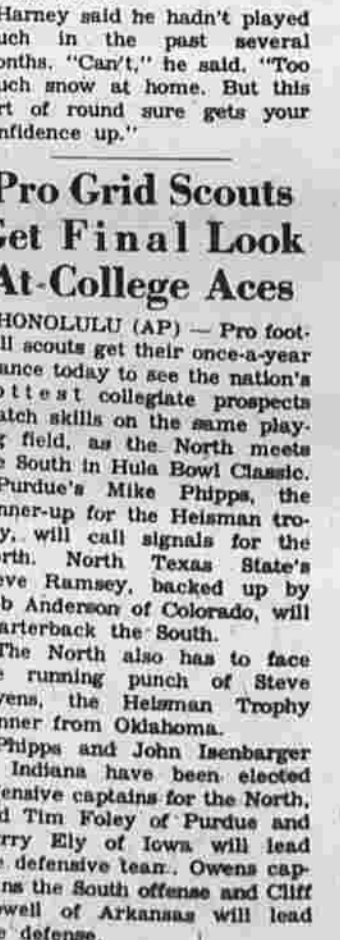 Harney said he hadn't played
uch in the past several
onths. "Can't," he said. "Too
uch snow at home. But this
rt of round sure gets your
nfidence up."
Pro Grid Scouts
et Final Look
At College Aces
HONOLULU (AP) — Pro foot-
ll scouts get their once-a-year
ance today to see the nation's
ottest collegiate prospects
atch skills on the same play-
g field, as the North meets
e South in Hula Bowl Classic.
Purdue's Mike Phipps, the
nner-up for the Heisman tro-
y, will call signals for the
rth. North Texas State's
eve Ramsey, backed up by
b Anderson of Colorado, will
arterback the South.
The North also has to face
e running punch of Steve
vens, the Heisman Trophy
nner from Oklahoma.
Phipps and John Isenbarger
Indiana have been elected
ensive captains for the North,
d Tim Foley of Purdue and
rry Ely of Iowa will lead
e defensive team. Owens cap-
ns the South offense and Cliff
well of Arkansas will lead
e defense.